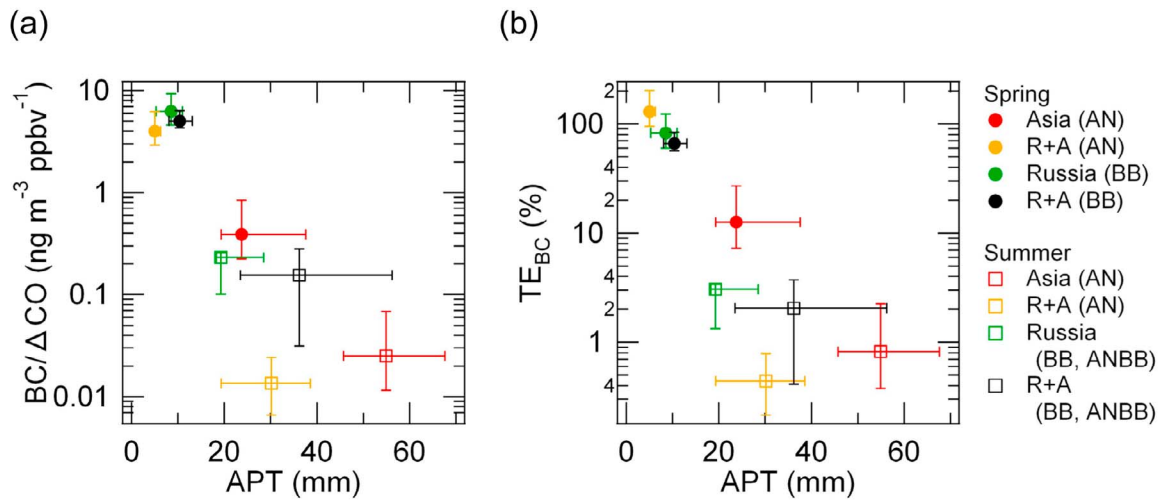 (a)
10
1
0.1
0.01
BC/ΔCO (ng m⁻³ ppbv⁻¹)
0
20
40
60
APT (mm)
(b)
2
100
6
4
2
10
4
3
2
1
4
TE_BC (%)
0
20
40
60
APT (mm)
Spring
Asia (AN)
R+A (AN)
Russia (BB)
R+A (BB)
Summer
Asia (AN)
R+A (AN)
Russia
(BB, ANBB)
R+A
(BB, ANBB)